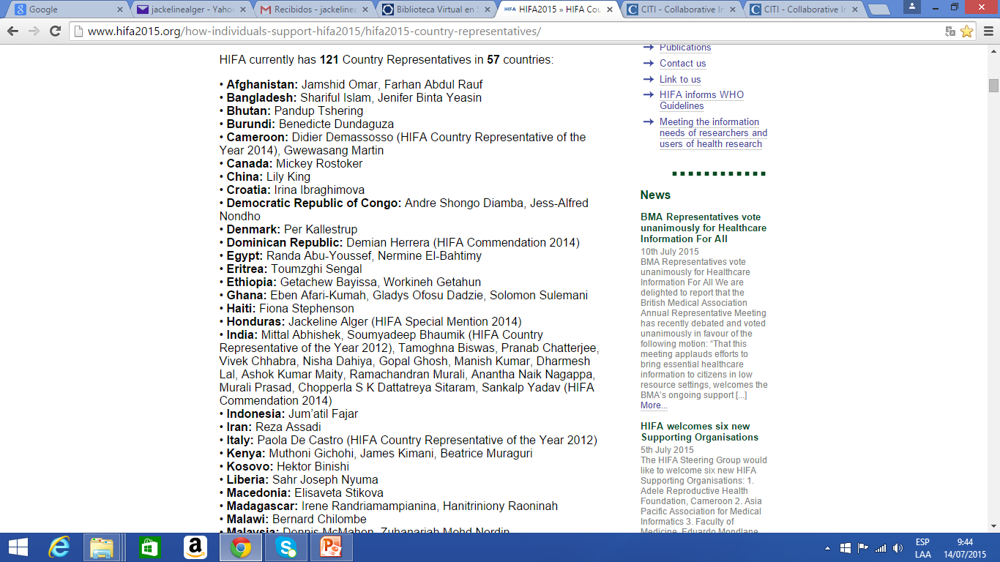 Google
jackelinealger - Yahoo
Recibidos - jackelinea
Biblioteca Virtual en S
HIFA HIFA2015 » HIFA Cou
CITI - Collaborative In
CITI - Collaborative In
www.hifa2015.org/how-individuals-support-hifa2015/hifa2015-country-representatives/
HIFA currently has 121 Country Representatives in 57 countries:
• Afghanistan: Jamshid Omar, Farhan Abdul Rauf
• Bangladesh: Shariful Islam, Jenifer Binta Yeasin
• Bhutan: Pandup Tshering
• Burundi: Benedicte Dundaguza
• Cameroon: Didier Demassosso (HIFA Country Representative of the
Year 2014), Gwewasang Martin
• Canada: Mickey Rostoker
• China: Lily King
• Croatia: Irina Ibraghimova
• Democratic Republic of Congo: Andre Shongo Diamba, Jess-Alfred
Nondho
• Denmark: Per Kallestrup
• Dominican Republic: Demian Herrera (HIFA Commendation 2014)
• Egypt: Randa Abu-Youssef, Nermine El-Bahtimy
• Eritrea: Toumzghi Sengal
• Ethiopia: Getachew Bayissa, Workineh Getahun
• Ghana: Eben Afari-Kumah, Gladys Ofosu Dadzie, Solomon Sulemani
• Haiti: Fiona Stephenson
• Honduras: Jackeline Alger (HIFA Special Mention 2014)
• India: Mittal Abhishek, Soumyadeep Bhaumik (HIFA Country
Representative of the Year 2012), Tamoghna Biswas, Pranab Chatterjee,
Vivek Chhabra, Nisha Dahiya, Gopal Ghosh, Manish Kumar, Dharmesh
Lal, Ashok Kumar Maity, Ramachandran Murali, Anantha Naik Nagappa,
Murali Prasad, Chopperla S K Dattatreya Sitaram, Sankalp Yadav (HIFA
Commendation 2014)
• Indonesia: Jum’atil Fajar
• Iran: Reza Assadi
• Italy: Paola De Castro (HIFA Country Representative of the Year 2012)
• Kenya: Muthoni Gichohi, James Kimani, Beatrice Muraguri
• Kosovo: Hektor Binishi
• Liberia: Sahr Joseph Nyuma
• Macedonia: Elisaveta Stikova
• Madagascar: Irene Randriamampianina, Hanitriniony Raoninah
• Malawi: Bernard Chilombe
• Malaysia: Dennis McMahon, Zubanariah Mohd Nordin
Publications
Contact us
Link to us
HIFA informs WHO
Guidelines
Meeting the information
needs of researchers and
users of health research
News
BMA Representatives vote
unanimously for Healthcare
Information For All
10th July 2015
BMA Representatives vote
unanimously for Healthcare
Information For All We are
delighted to report that the
British Medical Association
Annual Representative Meeting
has recently debated and voted
unanimously in favour of the
following motion: “That this
meeting applauds efforts to
bring essential healthcare
information to citizens in low
resource settings, welcomes the
BMA’s ongoing support [...]
More...
HIFA welcomes six new
Supporting Organisations
5th July 2015
The HIFA Steering Group would
like to welcome six new HIFA
Supporting Organisations: 1.
Adele Reproductive Health
Foundation, Cameroon 2. Asia
Pacific Association for Medical
Informatics 3. Faculty of
Medicine, Eduardo Mondlane
ESP
LAA
9:44
14/07/2015